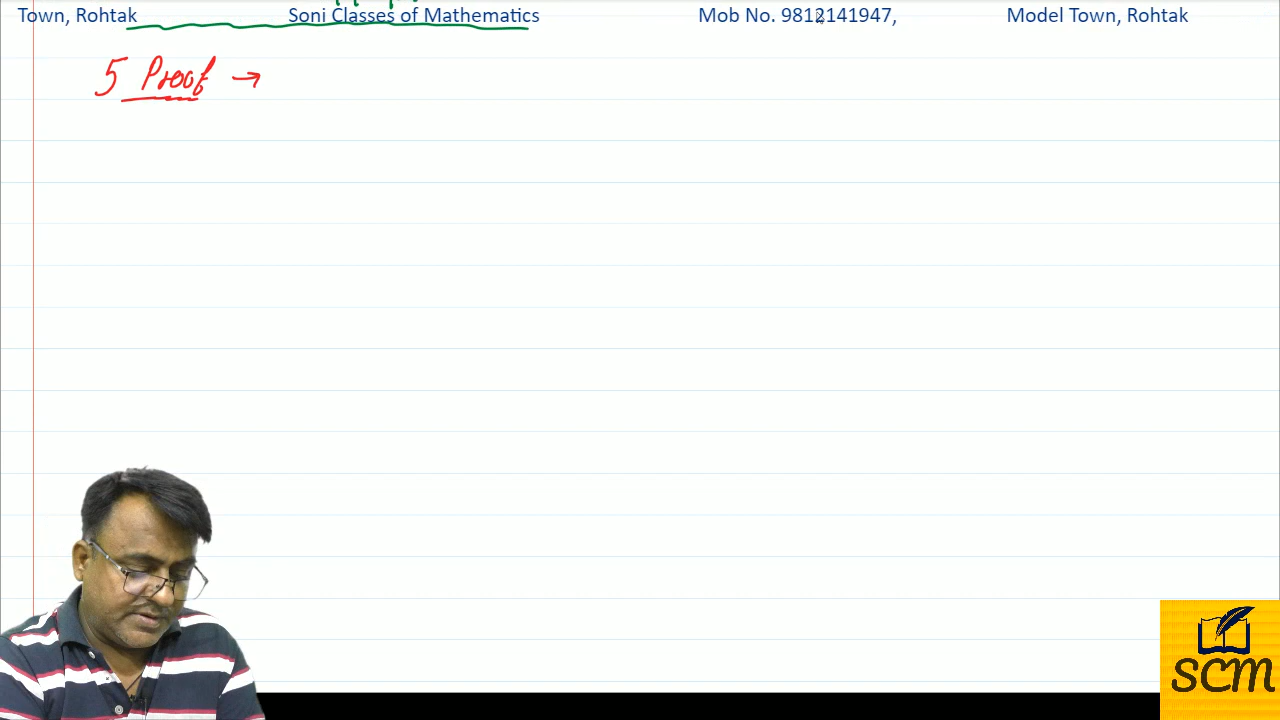 Town, Rohtak Soni Classes of Mathematics Mob No. 9812141947, Model Town, Rohtak
5 Proof →
SCM